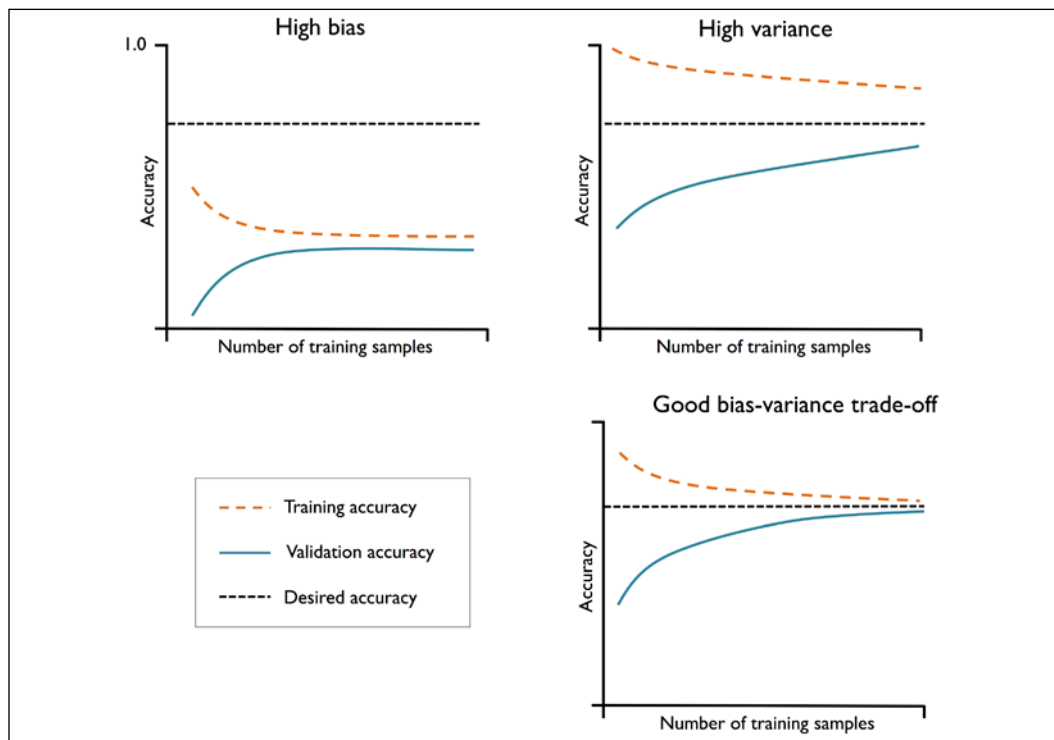 High bias
1.0
Accuracy
Number of training samples
High variance
Accuracy
Number of training samples
Training accuracy
Validation accuracy
Desired accuracy
Good bias-variance trade-off
Accuracy
Number of training samples